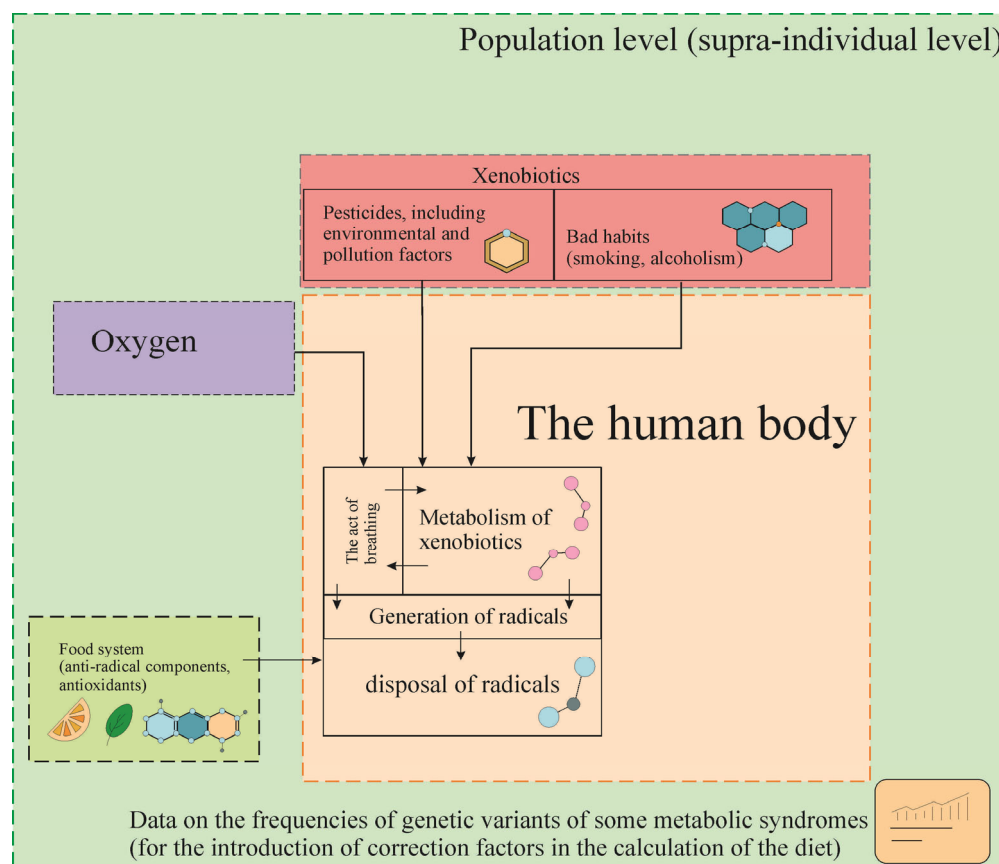 Population level (supra-individual level)
Xenobiotics
Pesticides, including
environmental and
pollution factors
Bad habits
(smoking, alcoholism)
Oxygen
The human body
The act of
breathing
Metabolism of
xenobiotics
Generation of radicals
Food system
(anti-radical components,
antioxidants)
disposal of radicals
Data on the frequencies of genetic variants of some metabolic syndromes
(for the introduction of correction factors in the calculation of the diet)